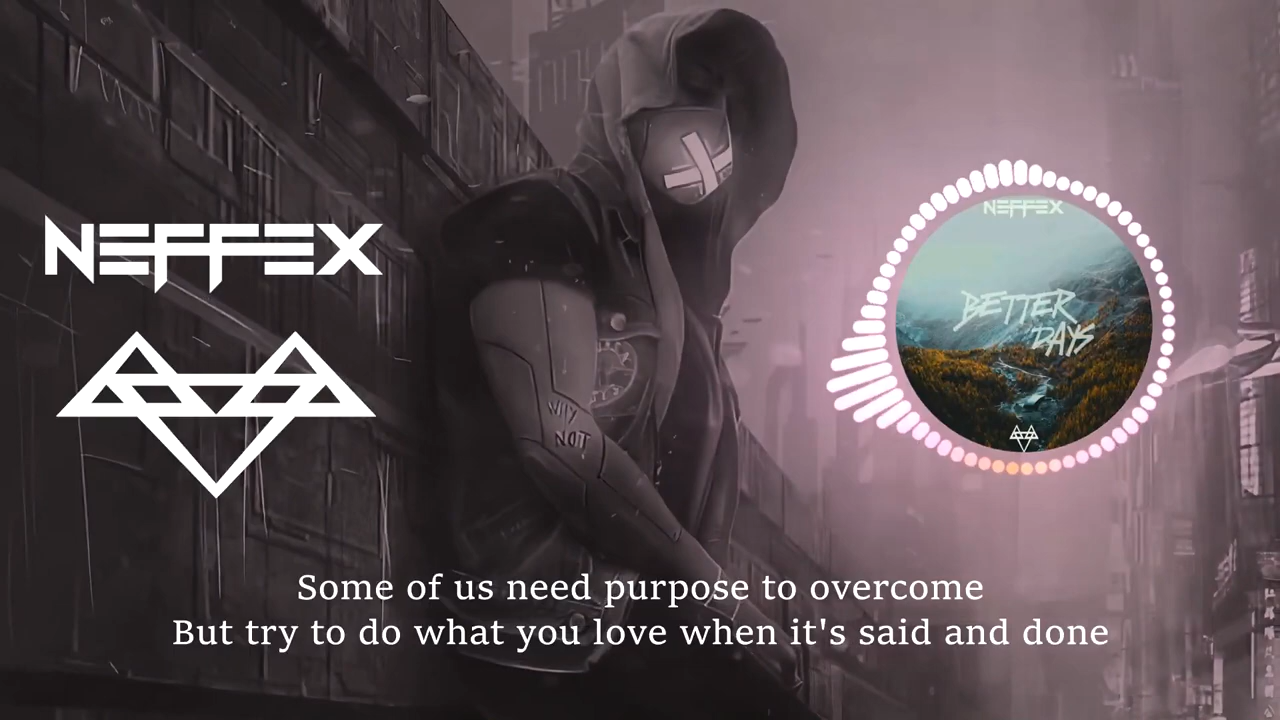 NEFFEX
WHY
NOT
NEFFEX
BETTER
DAYS
Some of us need purpose to overcome
But try to do what you love when it's said and done